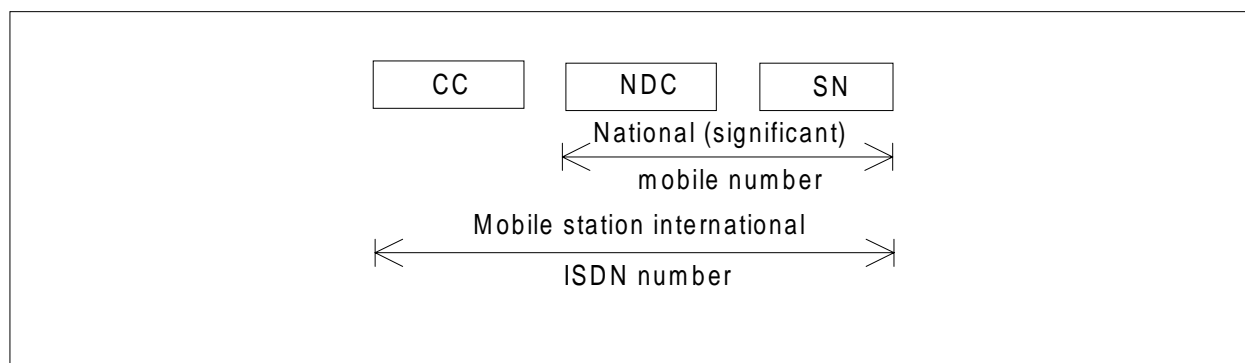 CC NDC SN
National (significant)
mobile number
Mobile station international
ISDN number